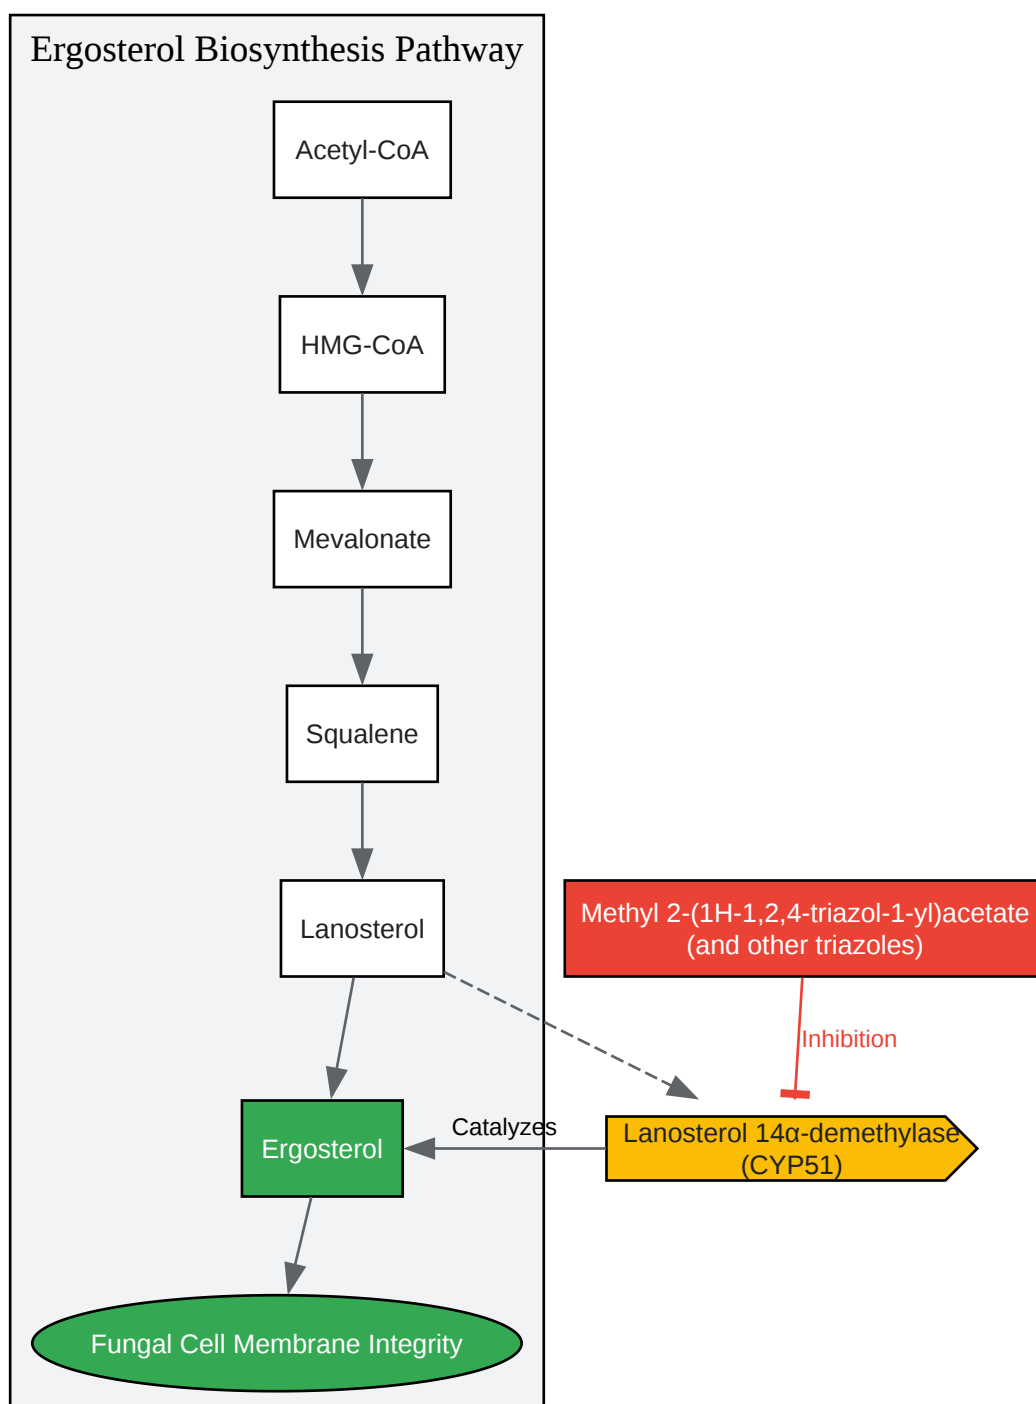 Ergosterol Biosynthesis Pathway
Acetyl-CoA
HMG-CoA
Mevalonate
Squalene
Lanosterol
Methyl 2-(1H-1,2,4-triazol-1-yl)acetate
(and other triazoles)
Inhibition
Catalyzes
Lanosterol 14α-demethylase
(CYP51)
Ergosterol
Fungal Cell Membrane Integrity